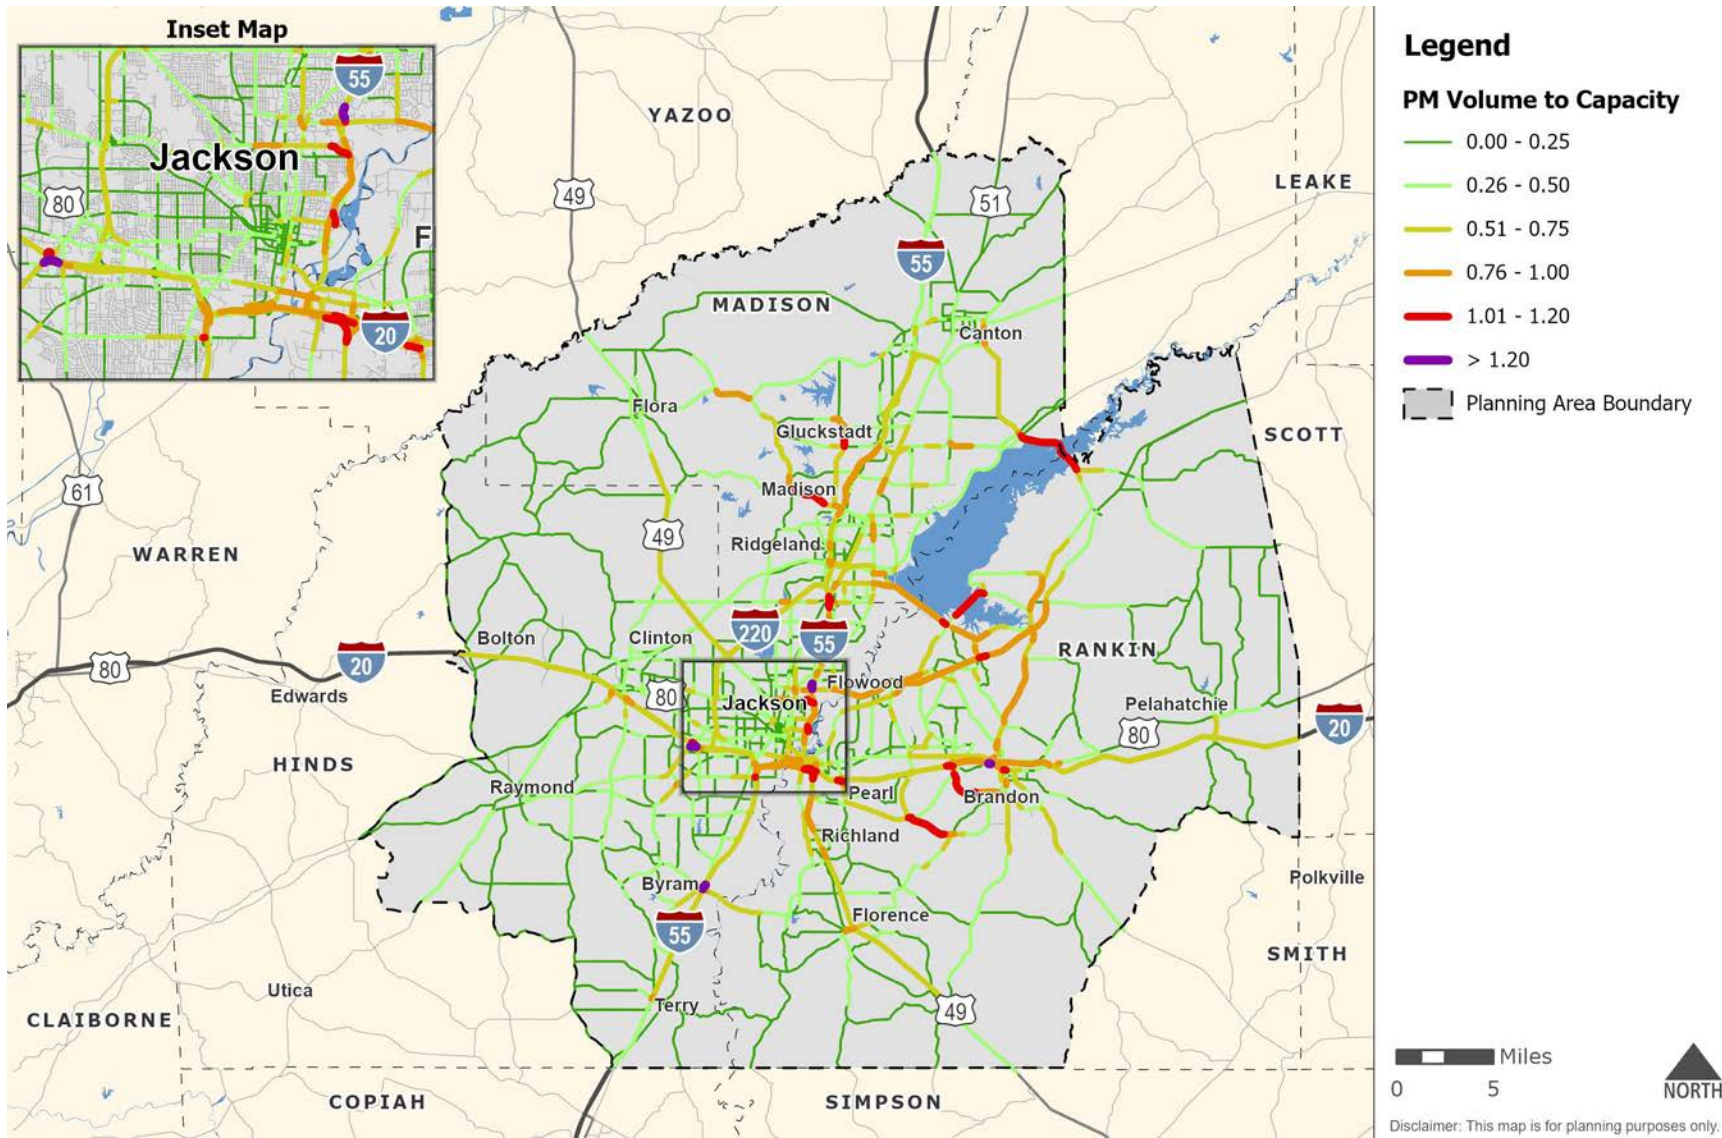 Inset Map
55
Jackson
80
F
20
YAZOO
LEAKE
49
51
55
MADISON
Canton
Flora
Gluckstadt
SCOTT
61
Madison
49
Ridgeland
WARREN
220
55
Bolton
Clinton
RANKIN
20
80
Edwards
80
Flowood
Jackson
Pelahatchie
80
20
HINDS
Raymond
Pearl
Brandon
Richland
Byram
Polkville
Florence
55
SMITH
Utica
Terry
49
CLAIBORNE
COPIAH
SIMPSON
Legend
PM Volume to Capacity
0.00 - 0.25
0.26 - 0.50
0.51 - 0.75
0.76 - 1.00
1.01 - 1.20
> 1.20
Planning Area Boundary
Miles
0 5
NORTH
Disclaimer: This map is for planning purposes only.